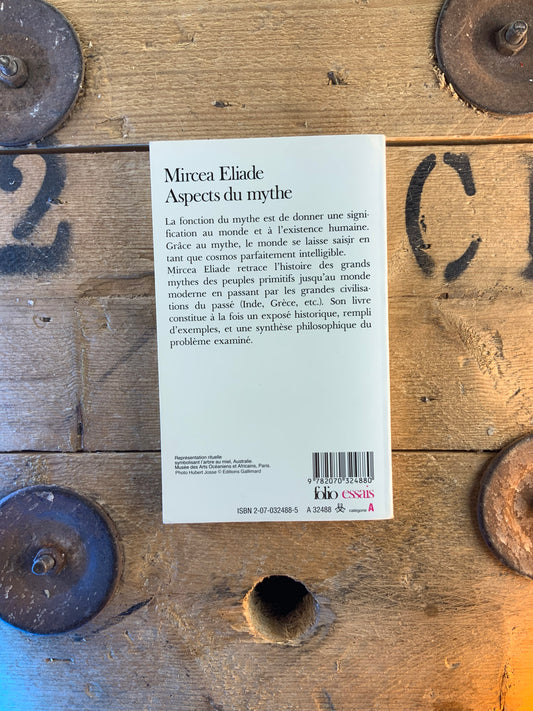 2
C
Mircea Eliade
Aspects du mythe
La fonction du mythe est de donner une signi-
fication au monde et à l'existence humaine.
Grâce au mythe, le monde se laisse saisir en
tant que cosmos parfaitement intelligible.
Mircea Eliade retrace l'histoire des grands
mythes des peuples primitifs jusqu'au monde
moderne en passant par les grandes civilisa-
tions du passé (Inde, Grèce, etc.). Son livre
constitue à la fois un exposé historique, rempli
d'exemples, et une synthèse philosophique du
problème examiné.
Représentation rituelle
symbolisant l'arbre au miel, Australie.
Musée des Arts Océaniens et Africains, Paris.
Photo Hubert Josse © Éditions Gallimard
9 782070 324880
folio essais
ISBN 2-07-032488-5 A 32488 catégorie A